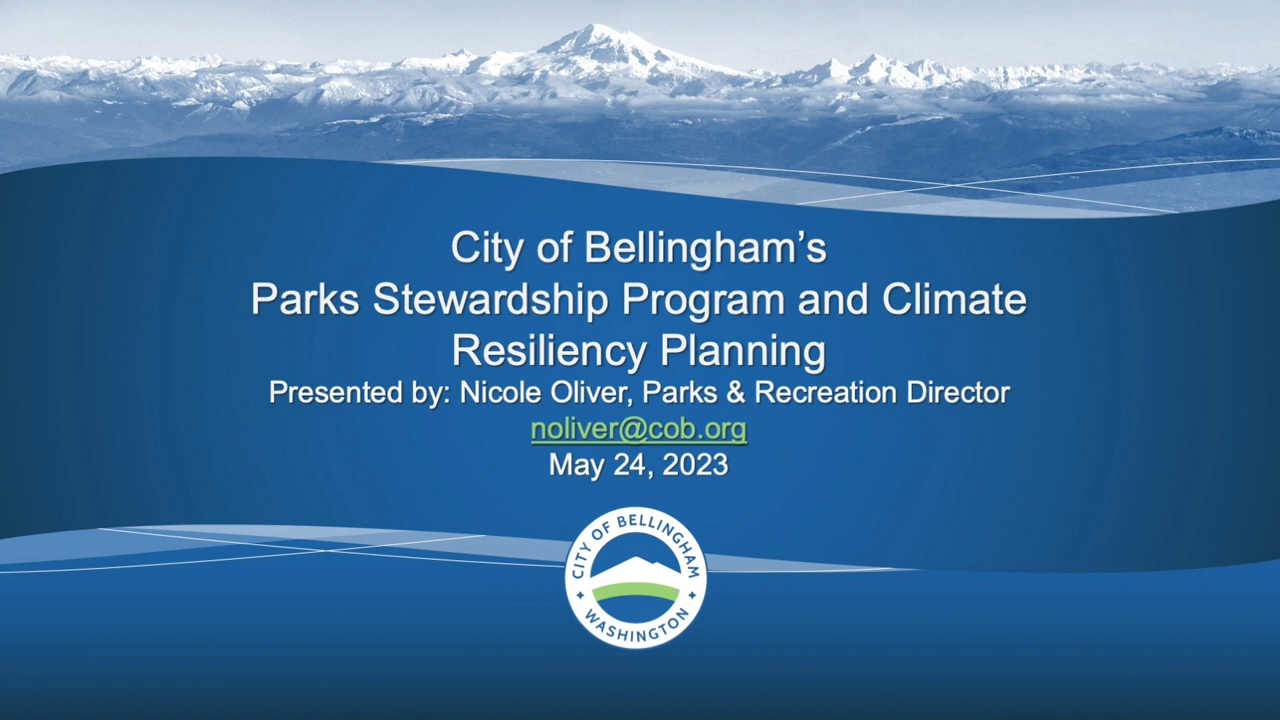 City of Bellingham’s
Parks Stewardship Program and Climate
Resiliency Planning
Presented by: Nicole Oliver, Parks & Recreation Director
noliver@cob.org
May 24, 2023
CITY OF BELLINGHAM
WASHINGTON